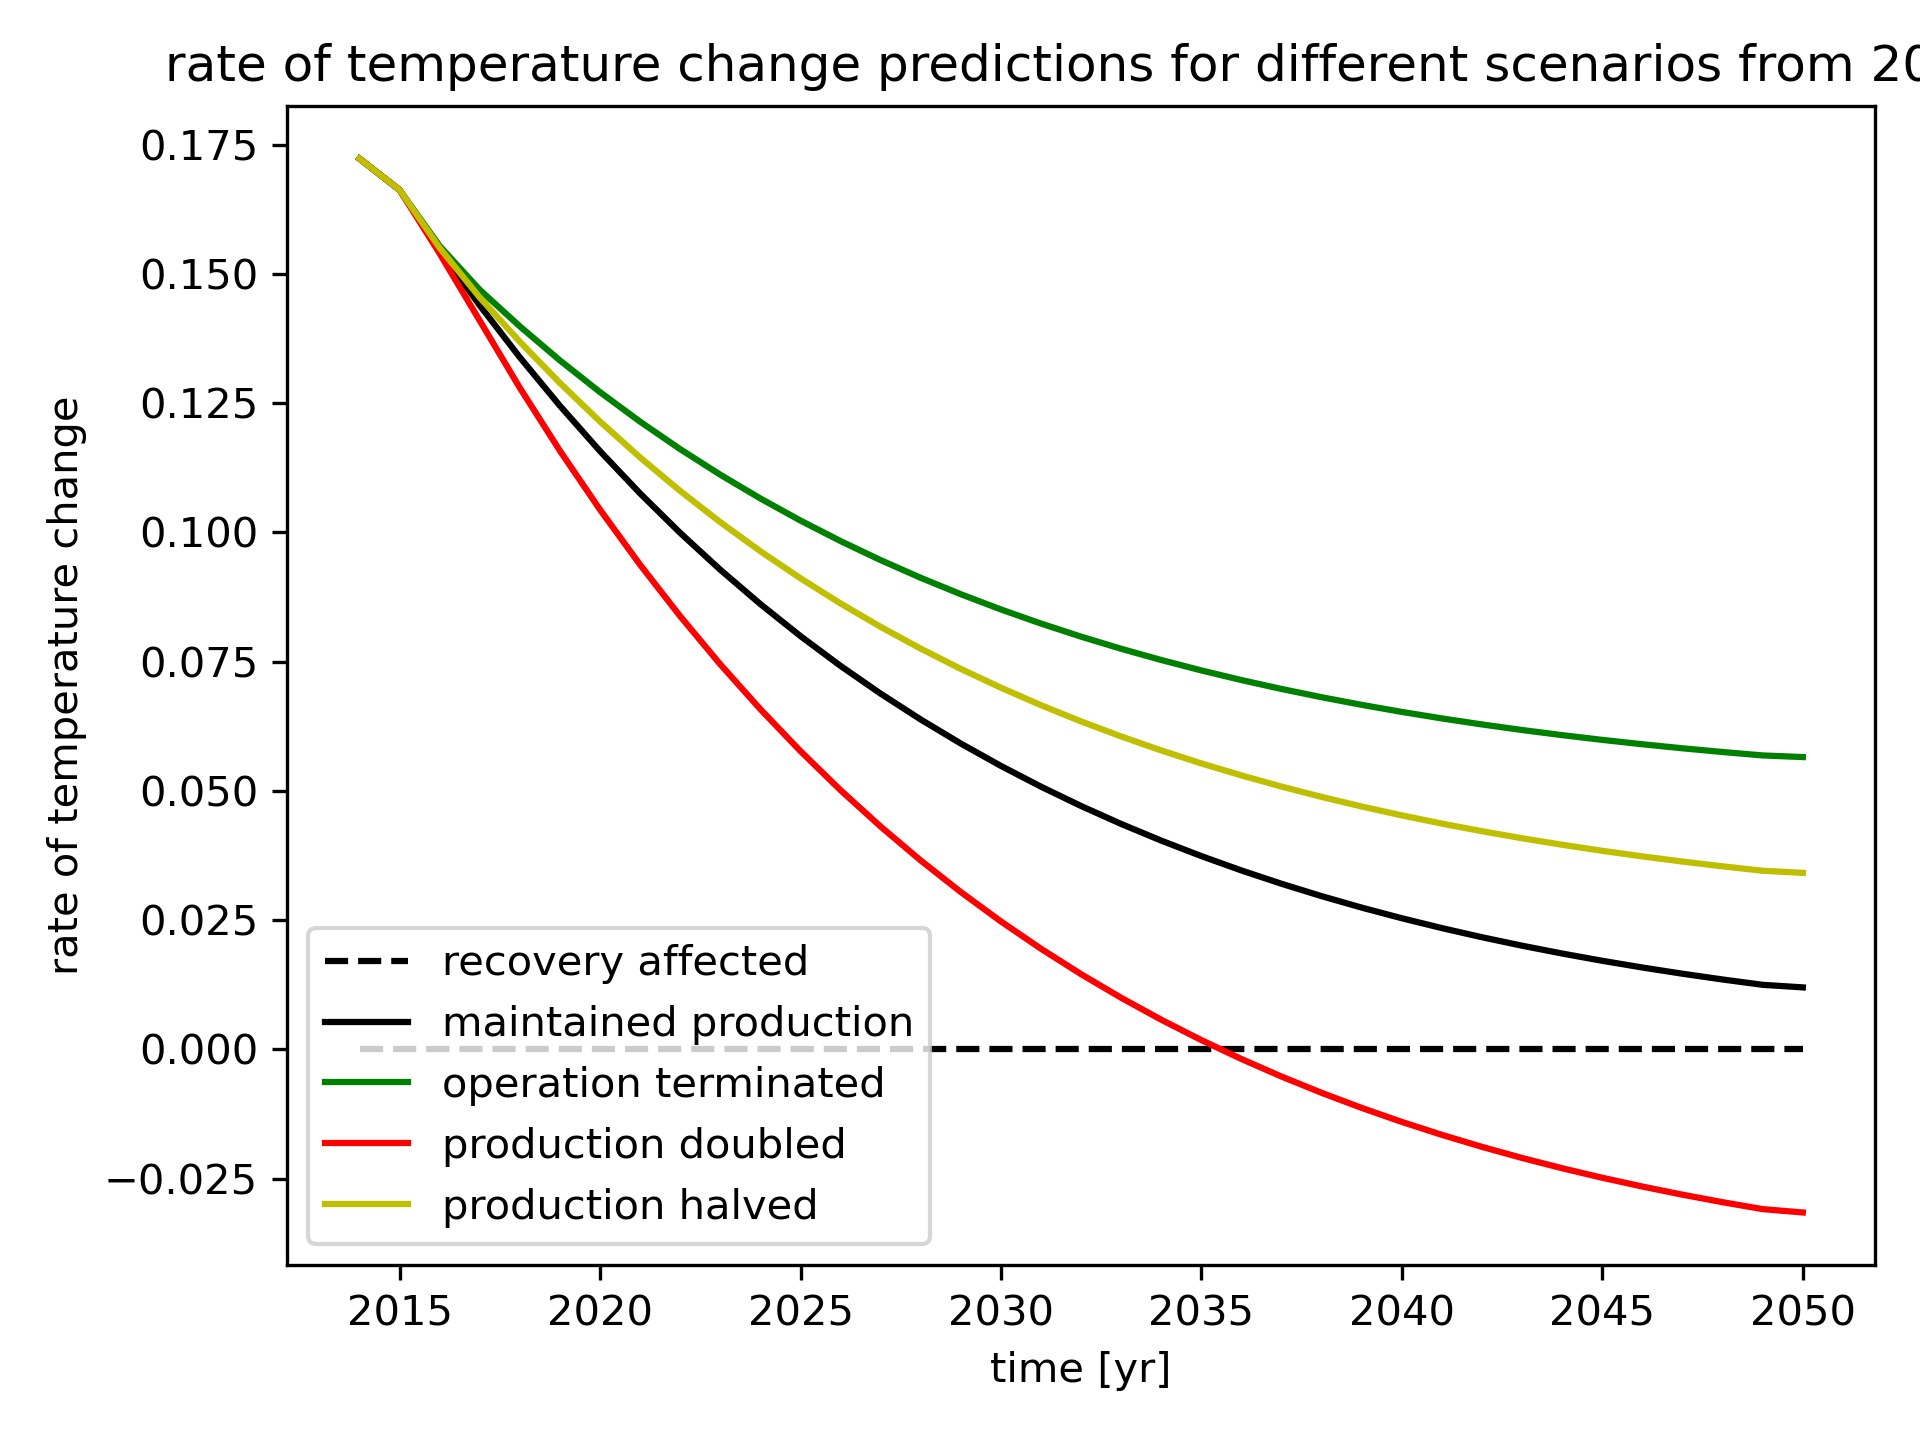 rate of temperature change predictions for different scenarios from 20
0.175
0.150
0.125
0.100
0.075
0.050
0.025
0.000
−0.025
rate of temperature change
recovery affected
maintained production
operation terminated
production doubled
production halved
2015 2020 2025 2030 2035 2040 2045 2050
time [yr]